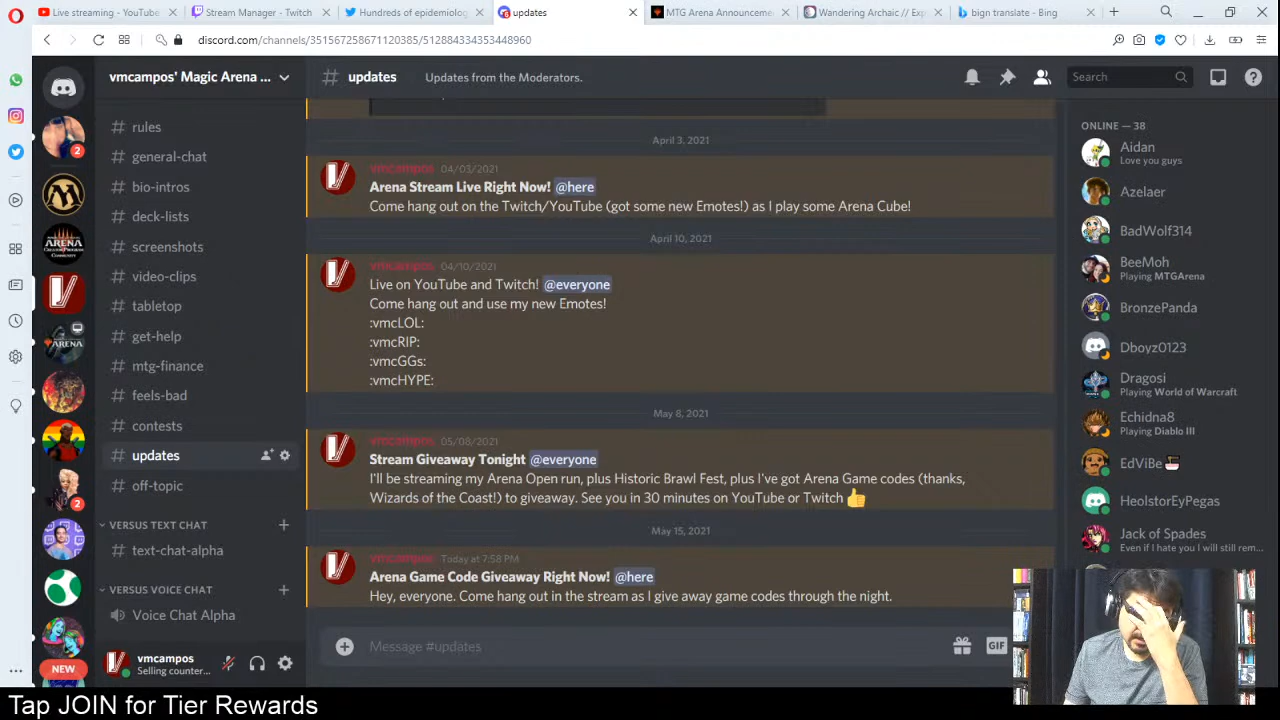 Live streaming - YouTube
Stream Manager - Twitch
Hundreds of epidemiolog
updates
MTG Arena Announceme
Wandering Archaic // Exp
bign translate - Bing
discord.com/channels/351567258671120385/512884334353448960
vmcampos' Magic Arena ...
# updates
Updates from the Moderators.
Search
# rules
# general-chat
# bio-intros
# deck-lists
# screenshots
# video-clips
# tabletop
# get-help
# mtg-finance
# feels-bad
# contests
# updates
# off-topic
VERSUS TEXT CHAT
# text-chat-alpha
VERSUS VOICE CHAT
Voice Chat Alpha
vmcampos
Selling counter...
2
ARENA
ARENA
2
NEW
April 3, 2021
vmcampos 04/03/2021
Arena Stream Live Right Now! @here
Come hang out on the Twitch/YouTube (got some new Emotes!) as I play some Arena Cube!
April 10, 2021
vmcampos 04/10/2021
Live on YouTube and Twitch! @everyone
Come hang out and use my new Emotes!
:vmcLOL:
:vmcRIP:
:vmcGGs:
:vmcHYPE:
May 8, 2021
vmcampos 05/08/2021
Stream Giveaway Tonight @everyone
I'll be streaming my Arena Open run, plus Historic Brawl Fest, plus I've got Arena Game codes (thanks,
Wizards of the Coast!) to giveaway. See you in 30 minutes on YouTube or Twitch 👍
May 15, 2021
vmcampos Today at 7:58 PM
Arena Game Code Giveaway Right Now! @here
Hey, everyone. Come hang out in the stream as I give away game codes through the night.
Message #updates
GIF
ONLINE — 38
Aidan
Love you guys
Azelaer
BadWolf314
BeeMoh
Playing MTGArena
BronzePanda
Dboyz0123
Dragosi
Playing World of Warcraft
Echidna8
Playing Diablo III
EdViBe
HeolstorEyPegas
Jack of Spades
Even if I hate you I will still rem...
Tap JOIN for Tier Rewards